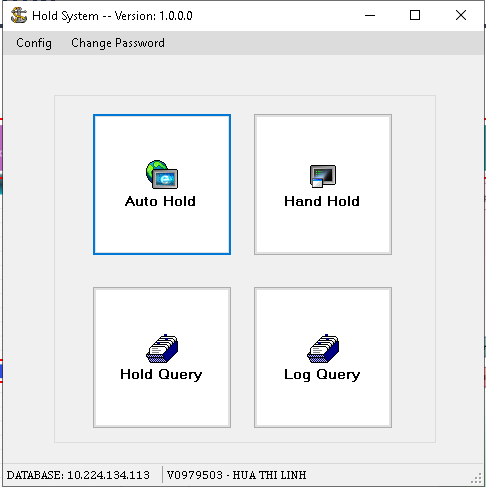 Hold System -- Version: 1.0.0.0
Config Change Password
Auto Hold Hand Hold
Hold Query Log Query
DATABASE: 10.224.134.113 V0979503 - HUA THI LINH